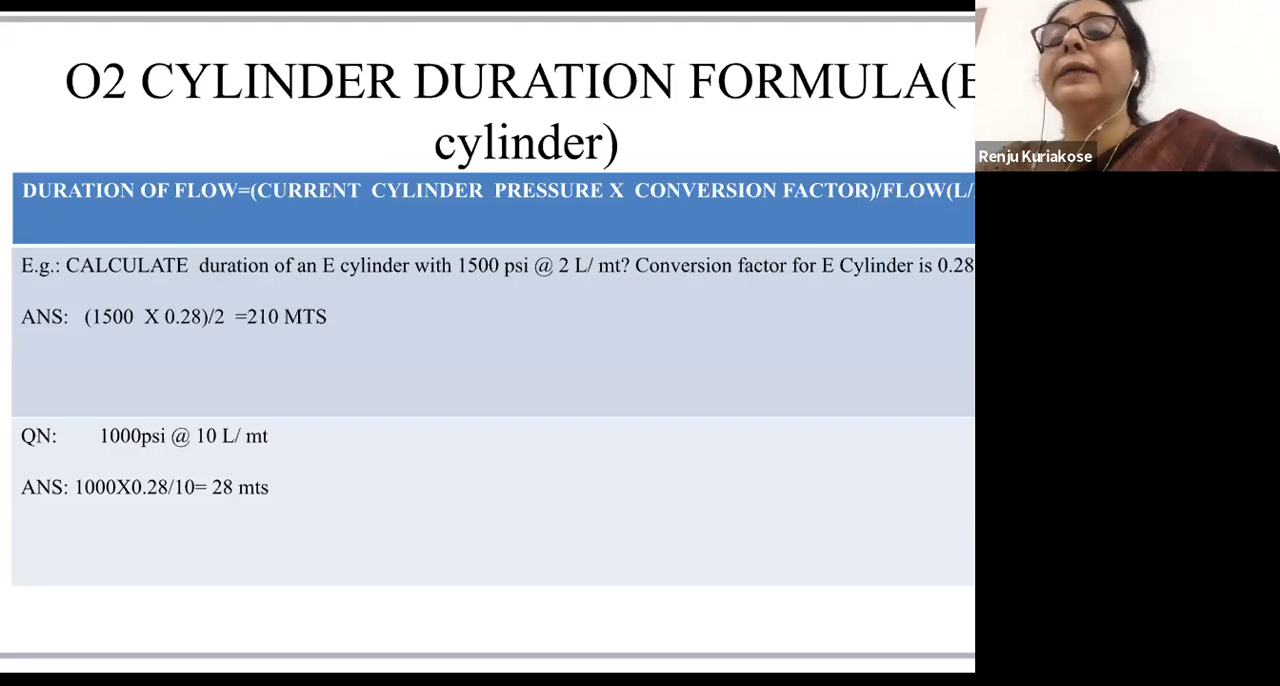 O2 CYLINDER DURATION FORMULA(E
cylinder)
DURATION OF FLOW=(CURRENT CYLINDER PRESSURE X CONVERSION FACTOR)/FLOW(L/
E.g.: CALCULATE duration of an E cylinder with 1500 psi @ 2 L/ mt? Conversion factor for E Cylinder is 0.28
ANS: (1500 X 0.28)/2 =210 MTS
QN: 1000psi @ 10 L/ mt
ANS: 1000X0.28/10= 28 mts
Renju Kuriakose